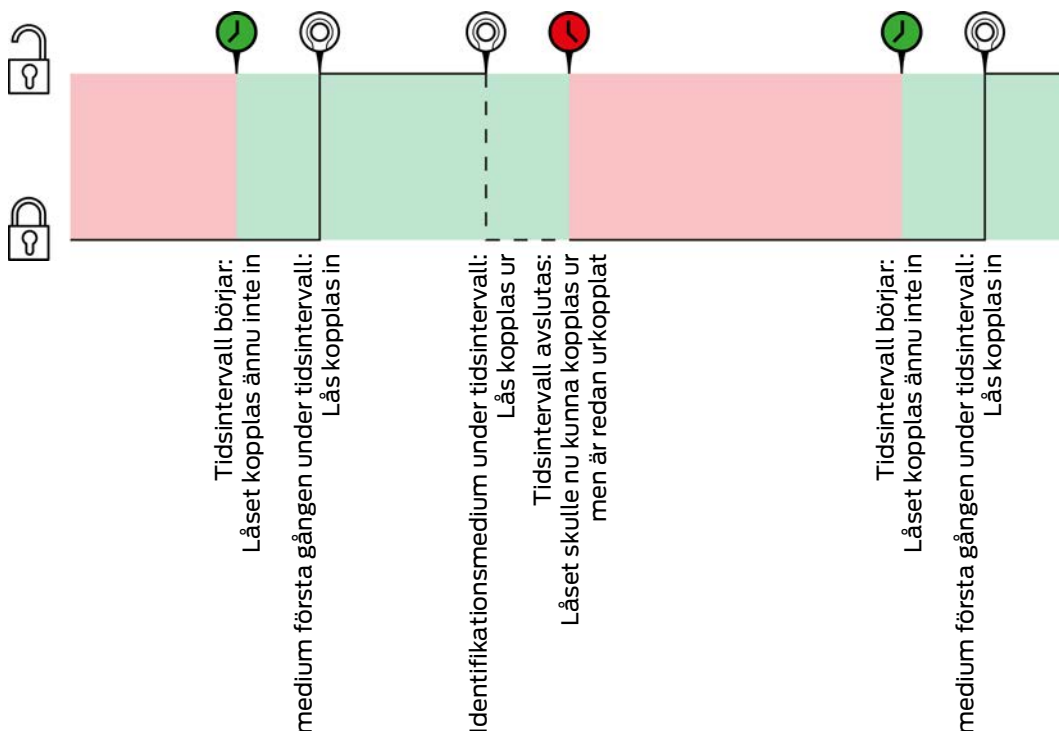 Tidsintervall börjar:
Låset kopplas ännu inte in
medium första gången under tidsintervall:
Lås kopplas in
Identifikationsmedium under tidsintervall:
Lås kopplas ur
Tidsintervall avslutas:
Låset skulle nu kunna kopplas ur
men är redan urkopplat
Tidsintervall börjar:
Låset kopplas ännu inte in
medium första gången under tidsintervall:
Lås kopplas in